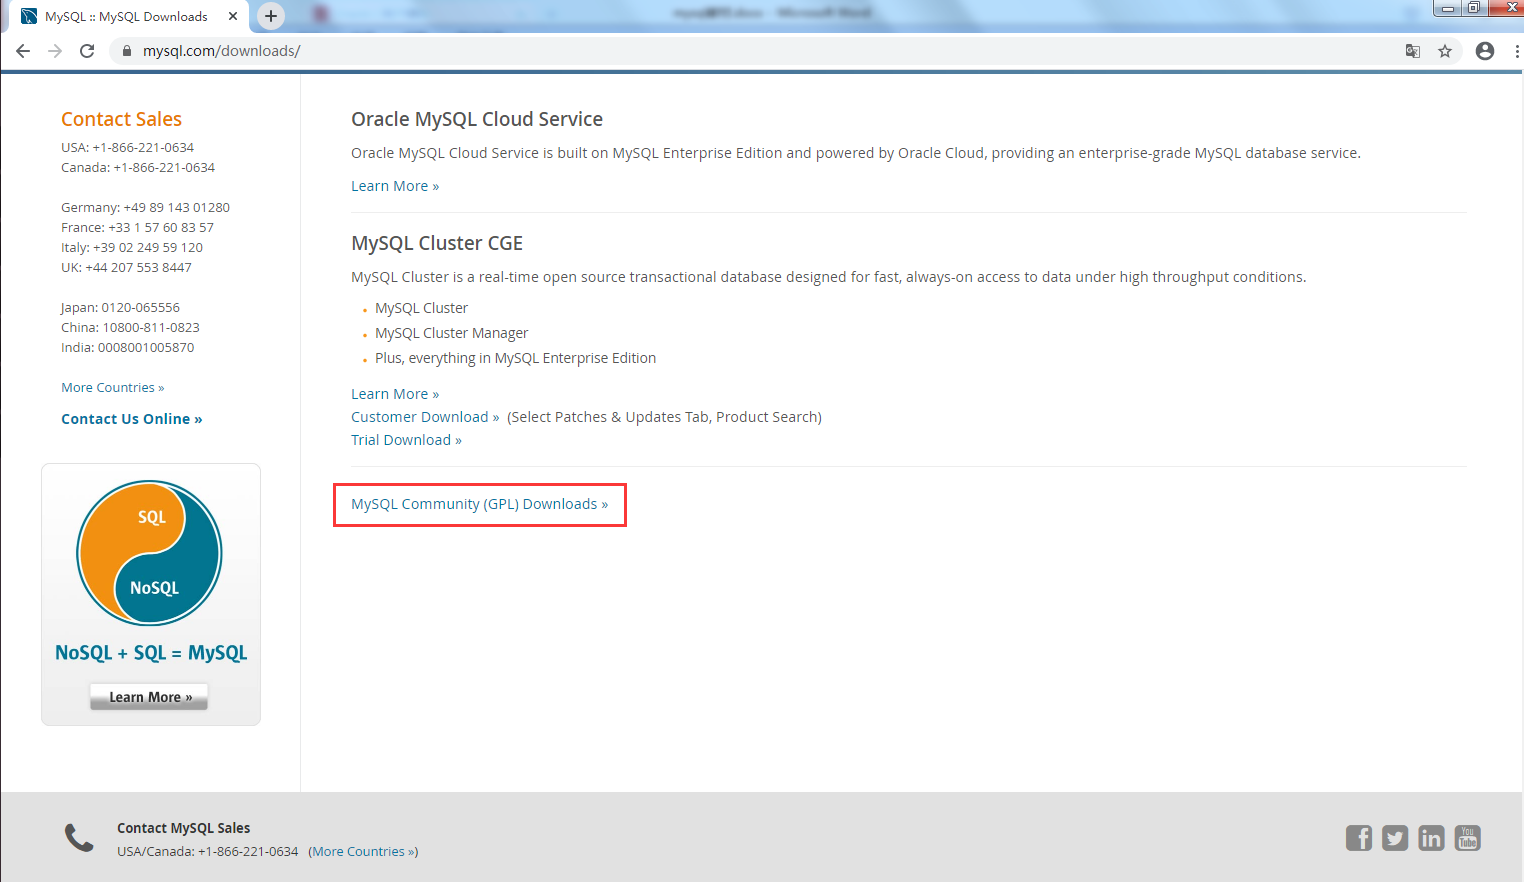 MySQL :: MySQL Downloads
mysql.com/downloads/
Contact Sales
USA: +1-866-221-0634
Canada: +1-866-221-0634
Germany: +49 89 143 01280
France: +33 1 57 60 83 57
Italy: +39 02 249 59 120
UK: +44 207 553 8447
Japan: 0120-065556
China: 10800-811-0823
India: 0008001005870
More Countries »
Contact Us Online »
SQL
NoSQL
NoSQL + SQL = MySQL
Learn More »
Oracle MySQL Cloud Service
Oracle MySQL Cloud Service is built on MySQL Enterprise Edition and powered by Oracle Cloud, providing an enterprise-grade MySQL database service.
Learn More »
MySQL Cluster CGE
MySQL Cluster is a real-time open source transactional database designed for fast, always-on access to data under high throughput conditions.
MySQL Cluster
MySQL Cluster Manager
Plus, everything in MySQL Enterprise Edition
Learn More »
Customer Download » (Select Patches & Updates Tab, Product Search)
Trial Download »
MySQL Community (GPL) Downloads »
Contact MySQL Sales
USA/Canada: +1-866-221-0634 (More Countries »)
You
Tube